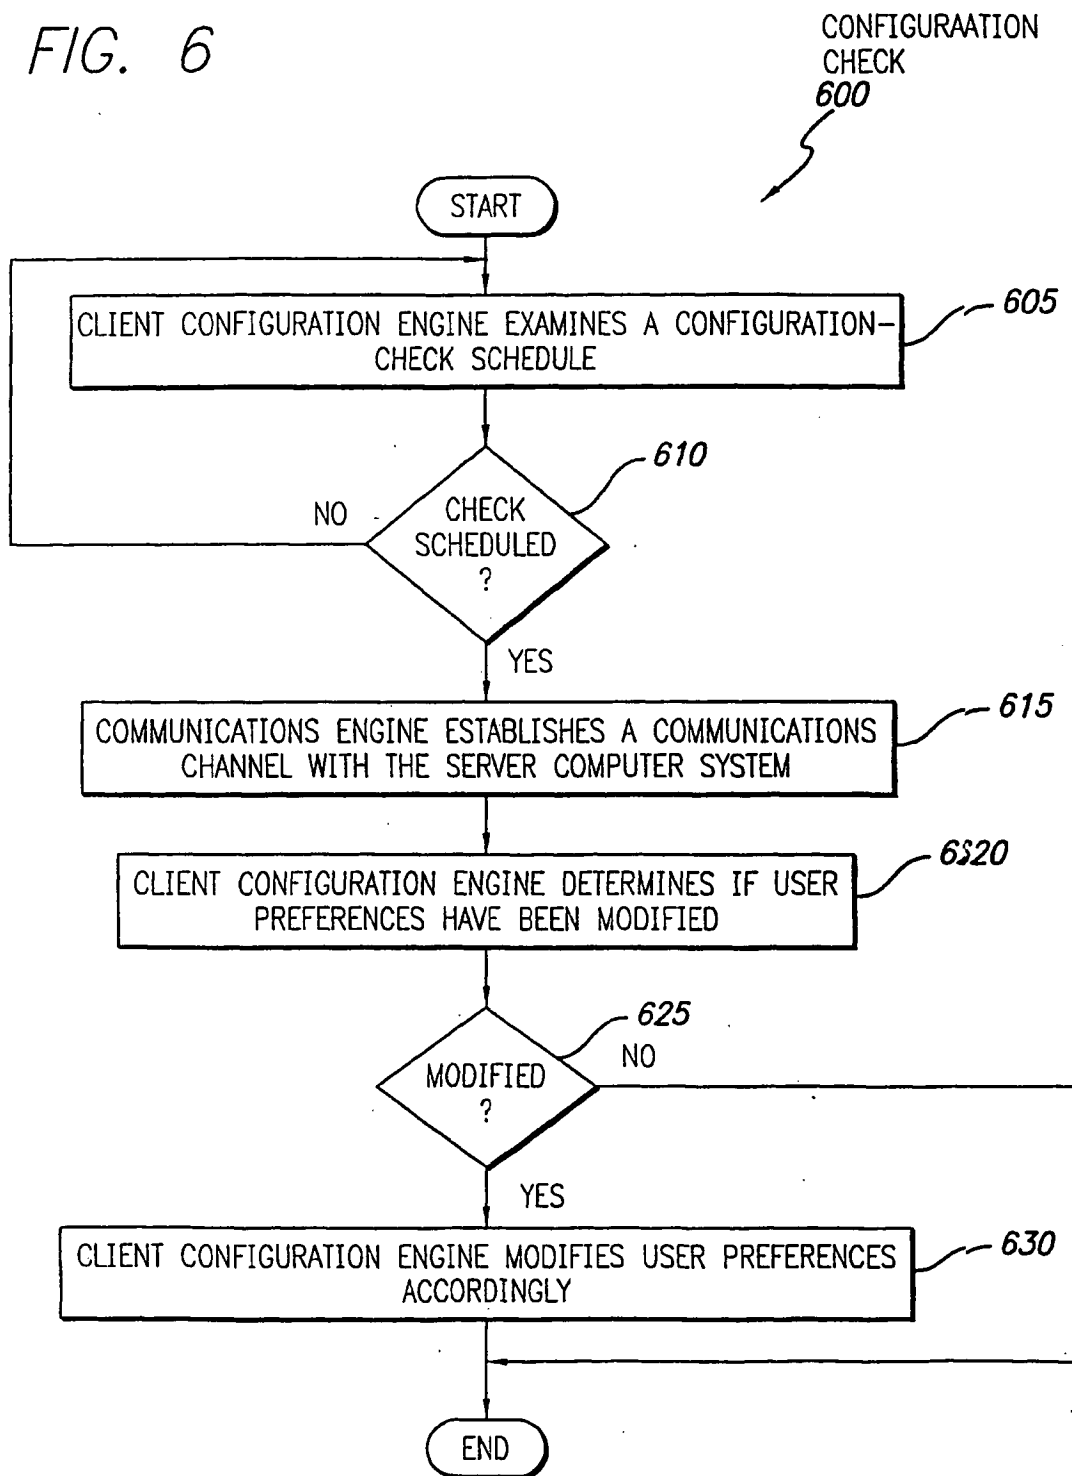 FIG. 6
CONFIGURAATION
CHECK
600
START
CLIENT CONFIGURATION ENGINE EXAMINES A CONFIGURATION-
CHECK SCHEDULE
605
610
NO
CHECK
SCHEDULED
?
YES
COMMUNICATIONS ENGINE ESTABLISHES A COMMUNICATIONS
CHANNEL WITH THE SERVER COMPUTER SYSTEM
615
CLIENT CONFIGURATION ENGINE DETERMINES IF USER
PREFERENCES HAVE BEEN MODIFIED
6S20
625
NO
MODIFIED
?
YES
CLIENT CONFIGURATION ENGINE MODIFIES USER PREFERENCES
ACCORDINGLY
630
END